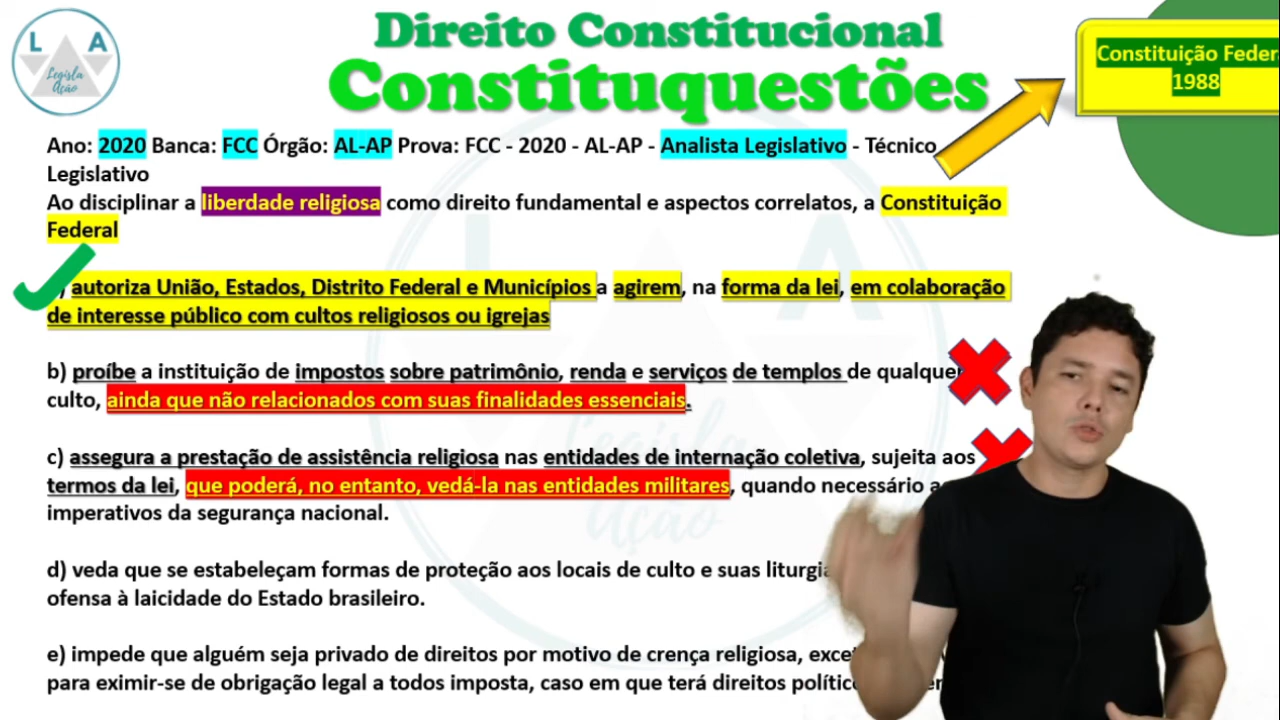 L A
Legisla
Ação
Direito Constitucional
Constituquestões
Constituição Feder
1988
Ano: 2020 Banca: FCC Órgão: AL-AP Prova: FCC - 2020 - AL-AP - Analista Legislativo - Técnico
Legislativo
Ao disciplinar a liberdade religiosa como direito fundamental e aspectos correlatos, a Constituição
Federal
) autoriza União, Estados, Distrito Federal e Municípios a agirem, na forma da lei, em colaboração
de interesse público com cultos religiosos ou igrejas
b) proíbe a instituição de impostos sobre patrimônio, renda e serviços de templos de qualquer
culto, ainda que não relacionados com suas finalidades essenciais.
c) assegura a prestação de assistência religiosa nas entidades de internação coletiva, sujeita aos
termos da lei, que poderá, no entanto, vedá-la nas entidades militares, quando necessário
imperativos da segurança nacional.
d) veda que se estabeleçam formas de proteção aos locais de culto e suas liturgia
ofensa à laicidade do Estado brasileiro.
e) impede que alguém seja privado de direitos por motivo de crença religiosa,
para eximir-se de obrigação legal a todos imposta, caso em que terá direitos